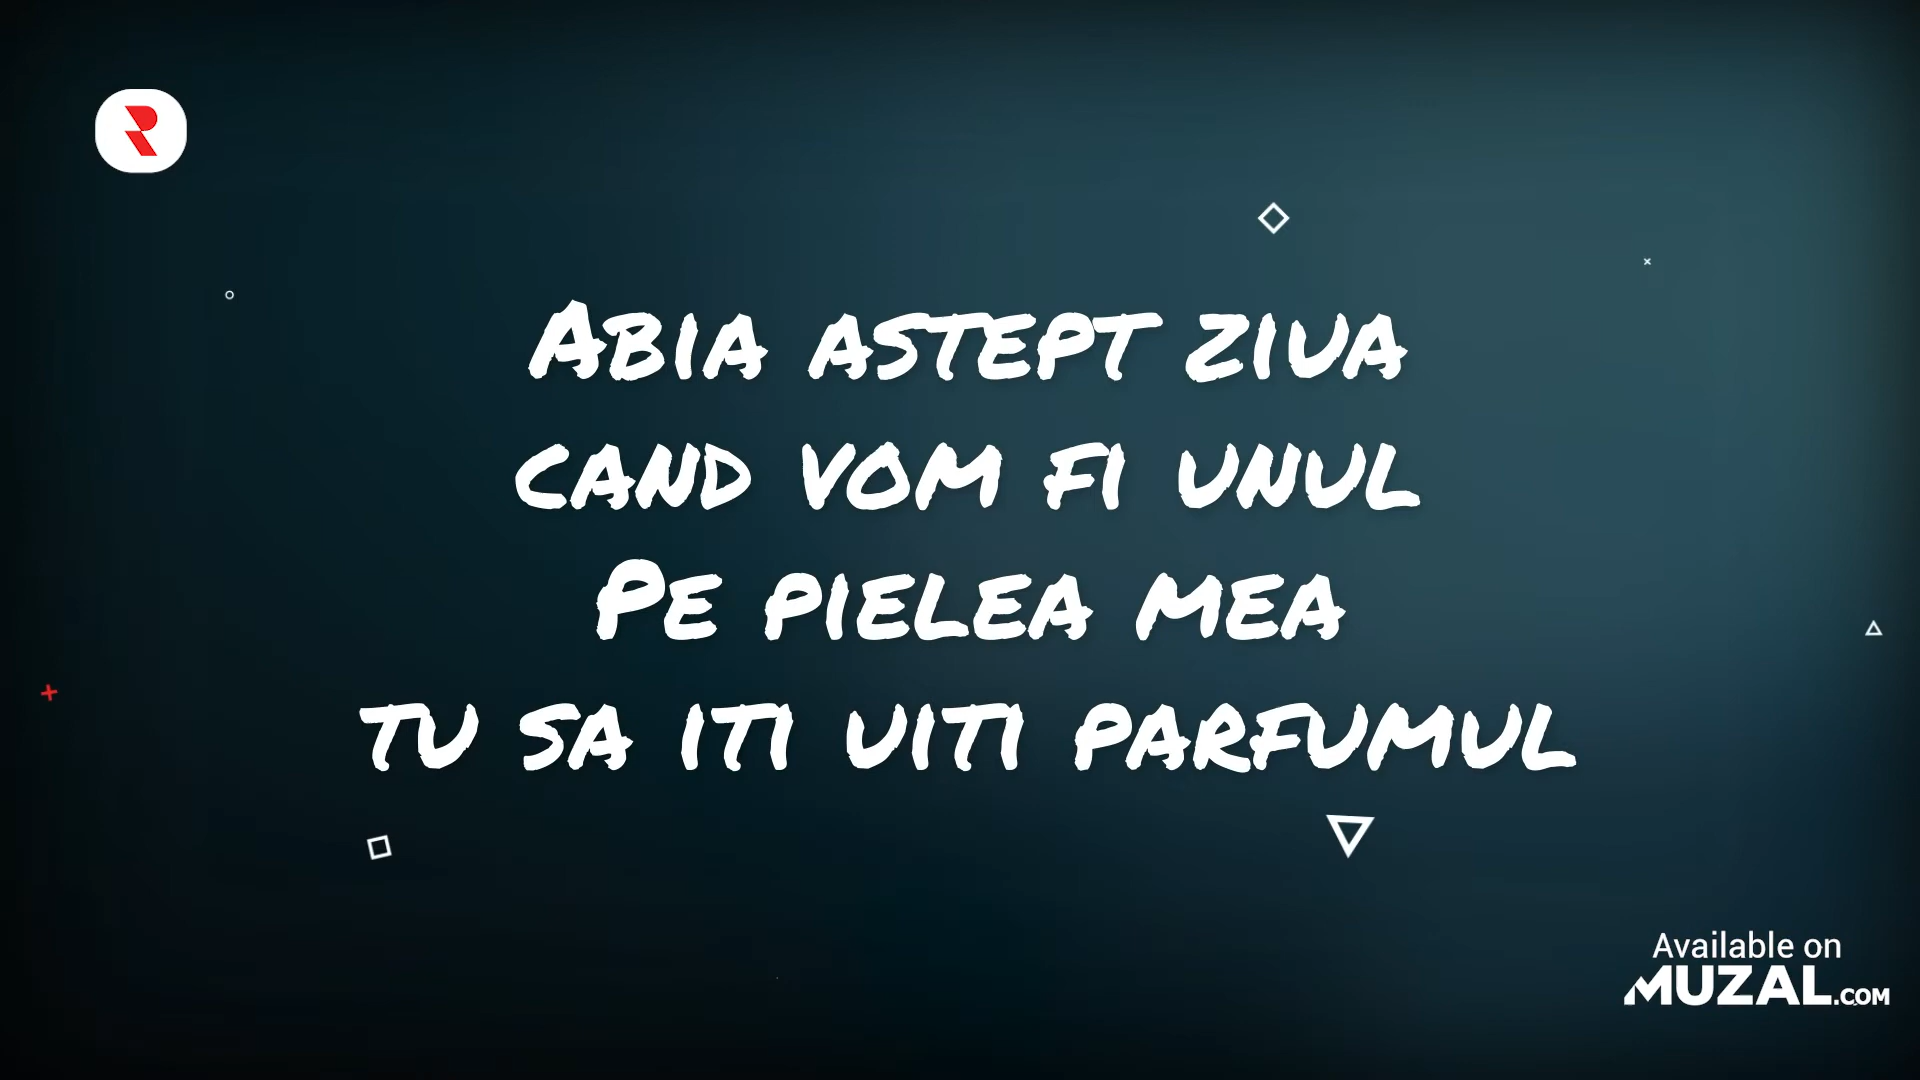 R
Abia astept ziua
cand vom fi unul
Pe pielea mea
tu sa iti uiti parfumul
Available on
MUZAL.COM